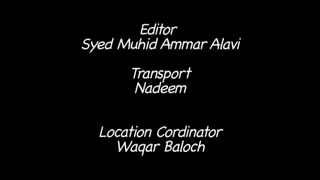 Editor
Syed Muhid Ammar Alavi
Transport
Nadeem
Location Cordinator
Waqar Baloch